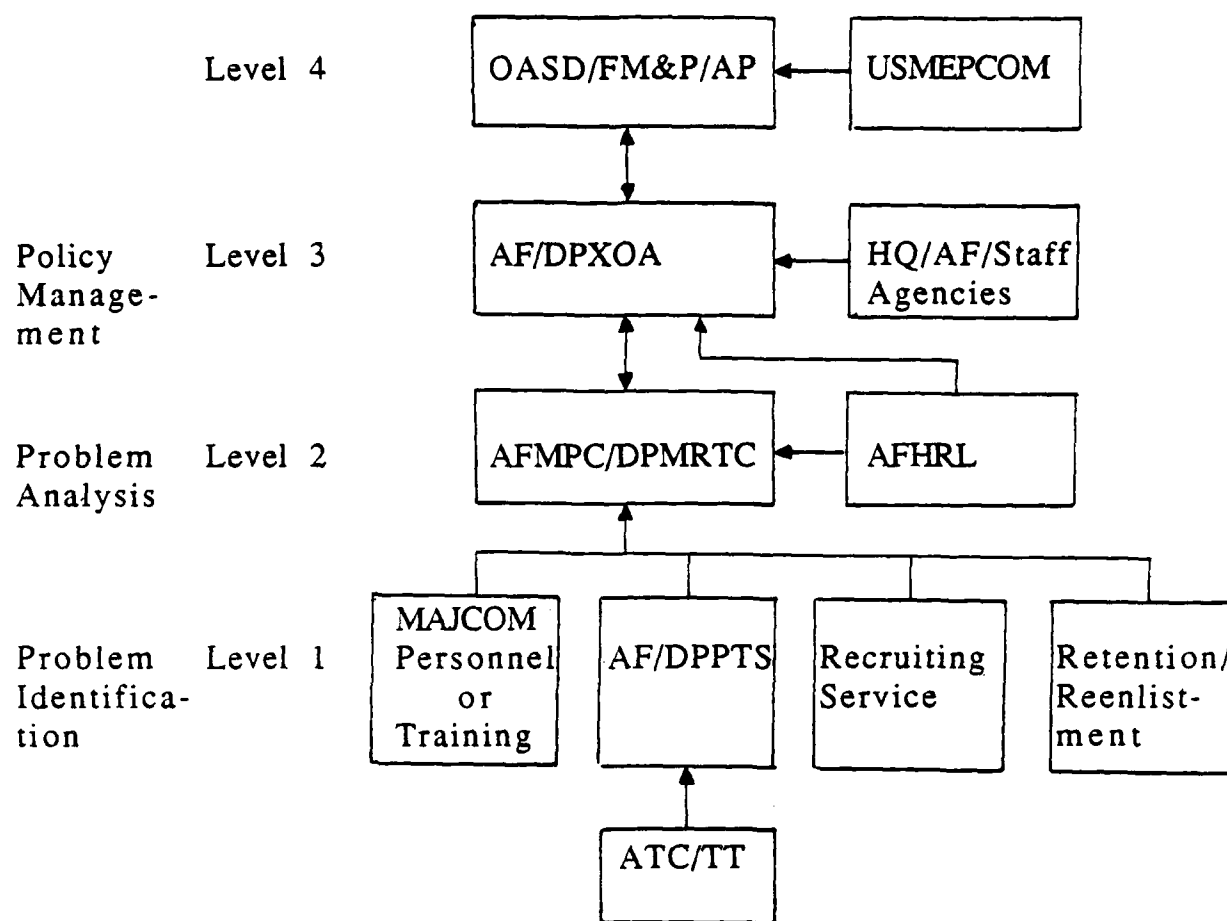 Level 4
OASD/FM&P/AP
USMEPCOM
Policy
Manage-
ment
Level 3
AF/DPXOA
HQ/AF/Staff
Agencies
Problem
Analysis
Level 2
AFMPC/DPMRTC
AFHRL
Problem
Identifica-
tion
Level 1
MAJCOM
Personnel
or
Training
AF/DPPTS
Recruiting
Service
Retention/
Reenlist-
ment
ATC/TT